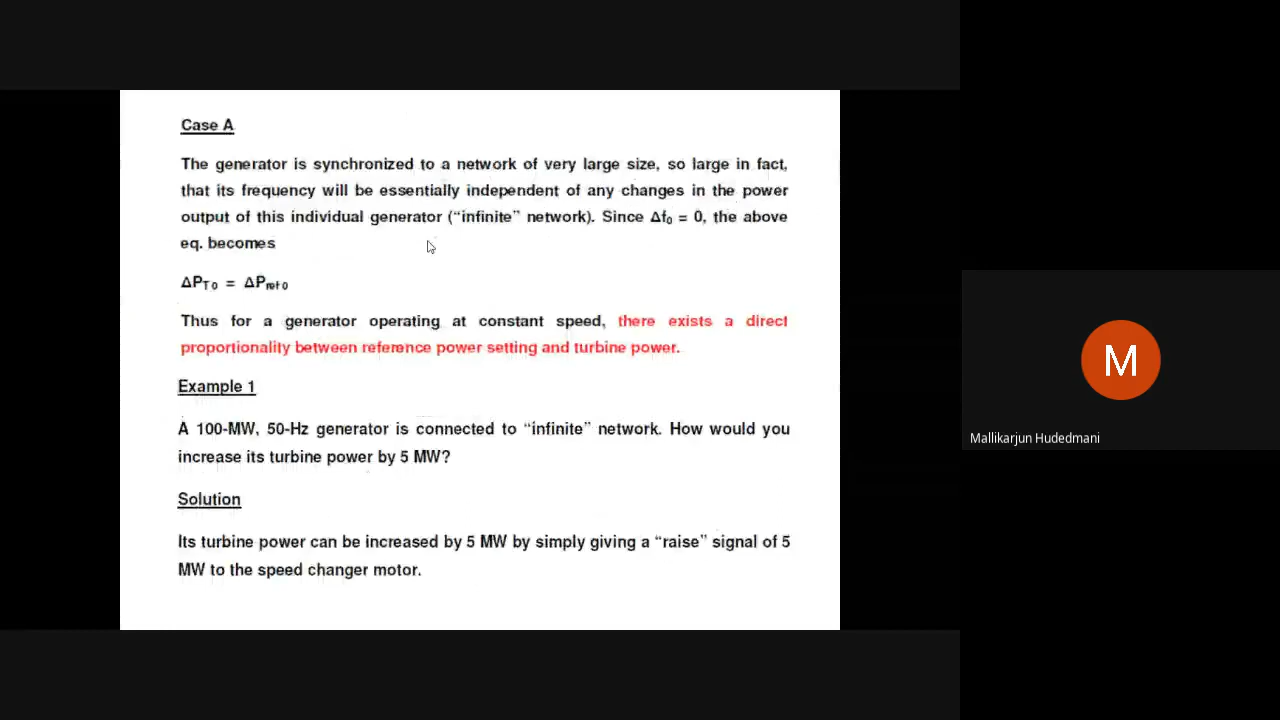 Case A
The generator is synchronized to a network of very large size, so large in fact,
that its frequency will be essentially independent of any changes in the power
output of this individual generator (“infinite” network). Since Δf₀ = 0, the above
eq. becomes
ΔPT0 = ΔPref0
Thus for a generator operating at constant speed, there exists a direct
proportionality between reference power setting and turbine power.
Example 1
A 100-MW, 50-Hz generator is connected to “infinite” network. How would you
increase its turbine power by 5 MW?
Solution
Its turbine power can be increased by 5 MW by simply giving a “raise” signal of 5
MW to the speed changer motor.
M
Mallikarjun Hudedmani